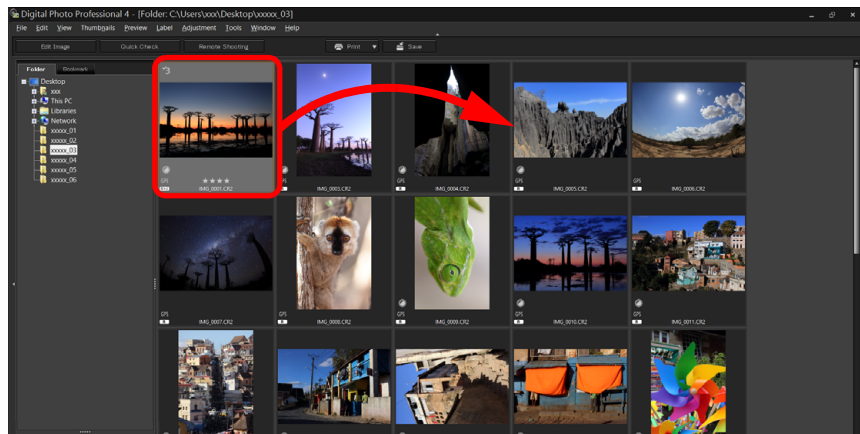 Digital Photo Professional 4 - [Folder: C:\Users\xxx\Desktop\xxxxx_03]
File Edit View Thumbnails Preview Label Adjustment Tools Window Help
Edit Image Quick Check Remote Shooting Print Save
Folder Bookmark
Desktop
xxx
This PC
Libraries
Network
xxxxx_01
xxxxx_02
xxxxx_03
xxxxx_04
xxxxx_05
xxxxx_06
GPS GPS GPS GPS
IMG_0001.CR2 R IMG_0003.CR2 R IMG_0004.CR2 R IMG_0005.CR2 R IMG_0006.CR2
GPS GPS GPS GPS
R IMG_0007.CR2 IMG_0008.CR2 R IMG_0009.CR2 R IMG_0010.CR2 R IMG_0011.CR2